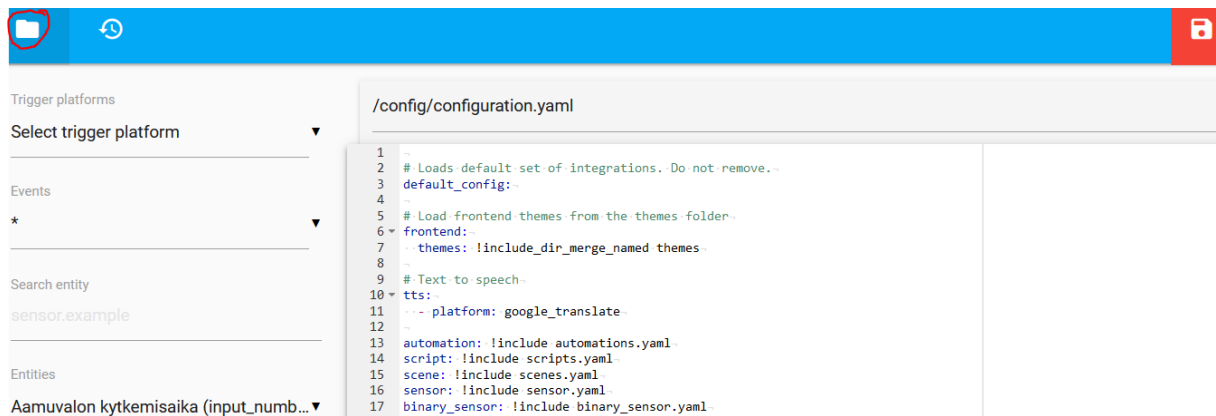 Trigger platforms
Select trigger platform
Events
*
Search entity
sensor.example
Entities
Aamuvalon kytkemisaika (input_numb...
/config/configuration.yaml
1
2 # Loads default set of integrations. Do not remove.
3 default_config:
4
5 # Load frontend themes from the themes folder
6 frontend:
7   themes: !include_dir_merge_named themes
8
9 # Text to speech
10 tts:
11   - platform: google_translate
12
13 automation: !include automations.yaml
14 script: !include scripts.yaml
15 scene: !include scenes.yaml
16 sensor: !include sensor.yaml
17 binary_sensor: !include binary_sensor.yaml